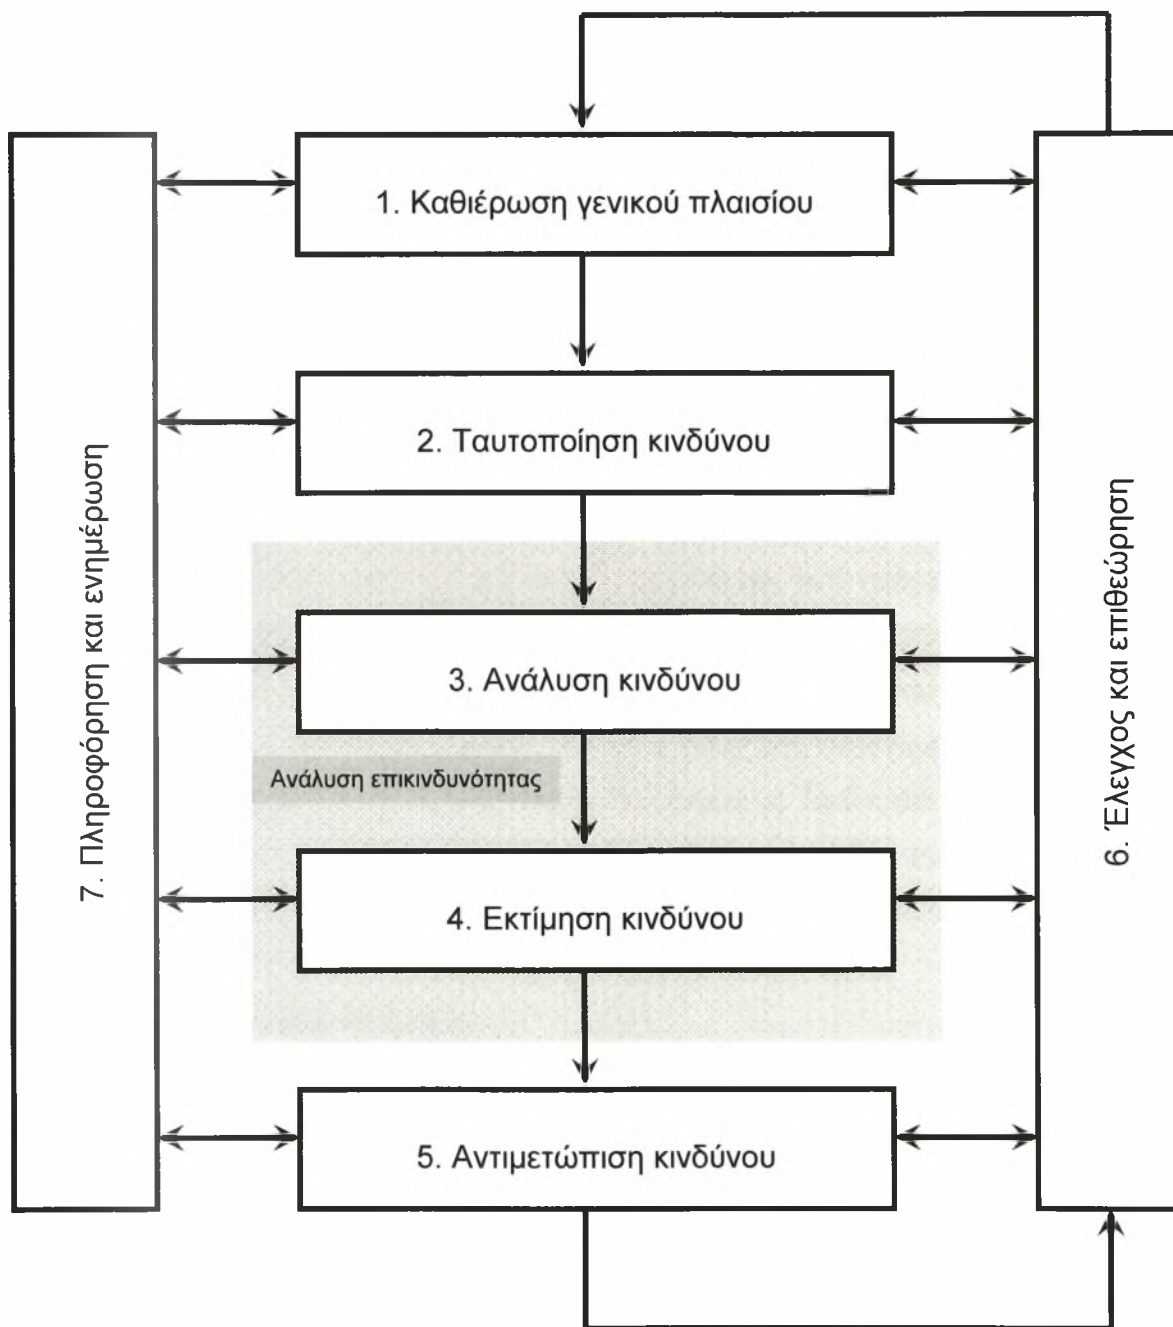 1. Καθιέρωση γενικού πλαισίου
2. Ταυτοποίηση κινδύνου
3. Ανάλυση κινδύνου
Ανάλυση επικινδυνότητας
4. Εκτίμηση κινδύνου
5. Αντιμετώπιση κινδύνου
7. Πληροφόρηση και ενημέρωση
6. Έλεγχος και επιθεώρηση